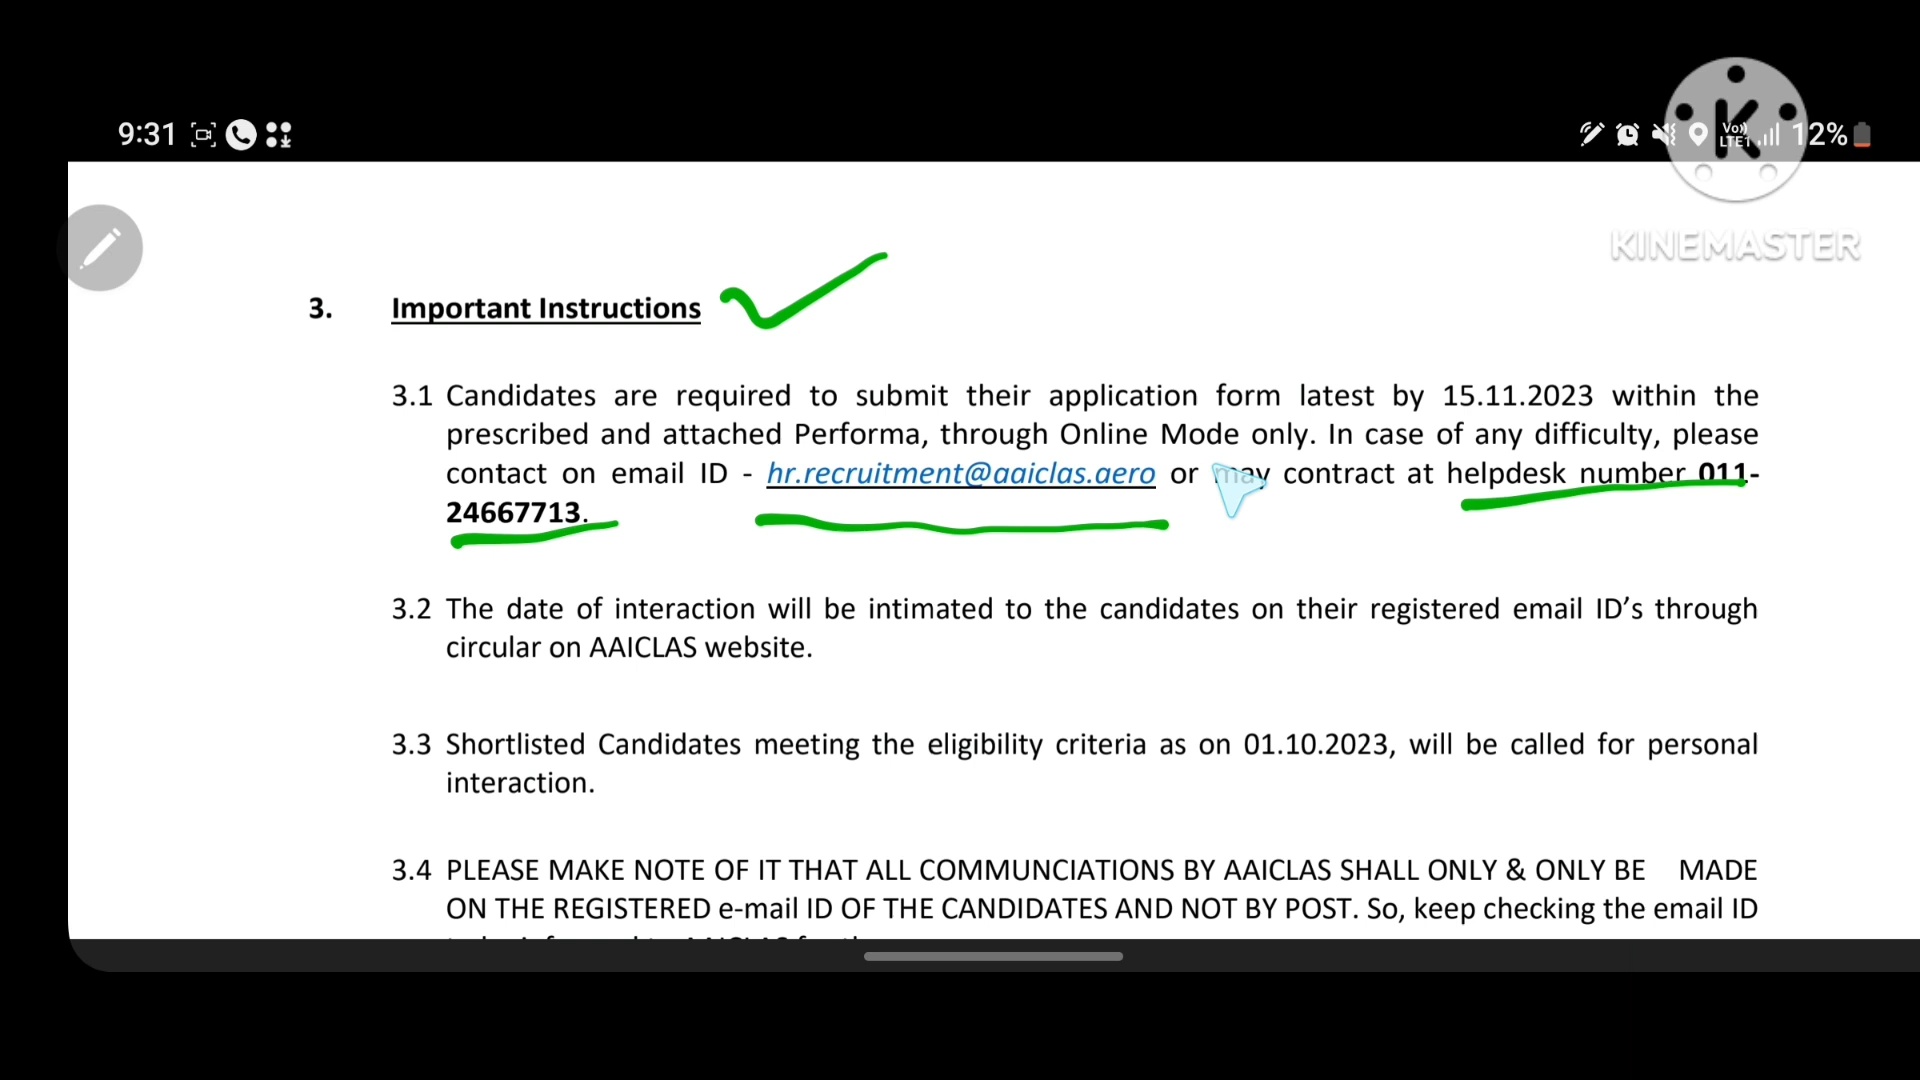 9:31
Vo))
LTE1
12%
K
KINEMASTER
3. Important Instructions
3.1 Candidates are required to submit their application form latest by 15.11.2023 within the
prescribed and attached Performa, through Online Mode only. In case of any difficulty, please
contact on email ID - hr.recruitment@aaiclas.aero or may contract at helpdesk number 011-
24667713.
3.2 The date of interaction will be intimated to the candidates on their registered email ID’s through
circular on AAICLAS website.
3.3 Shortlisted Candidates meeting the eligibility criteria as on 01.10.2023, will be called for personal
interaction.
3.4 PLEASE MAKE NOTE OF IT THAT ALL COMMUNCIATIONS BY AAICLAS SHALL ONLY & ONLY BE MADE
ON THE REGISTERED e-mail ID OF THE CANDIDATES AND NOT BY POST. So, keep checking the email ID